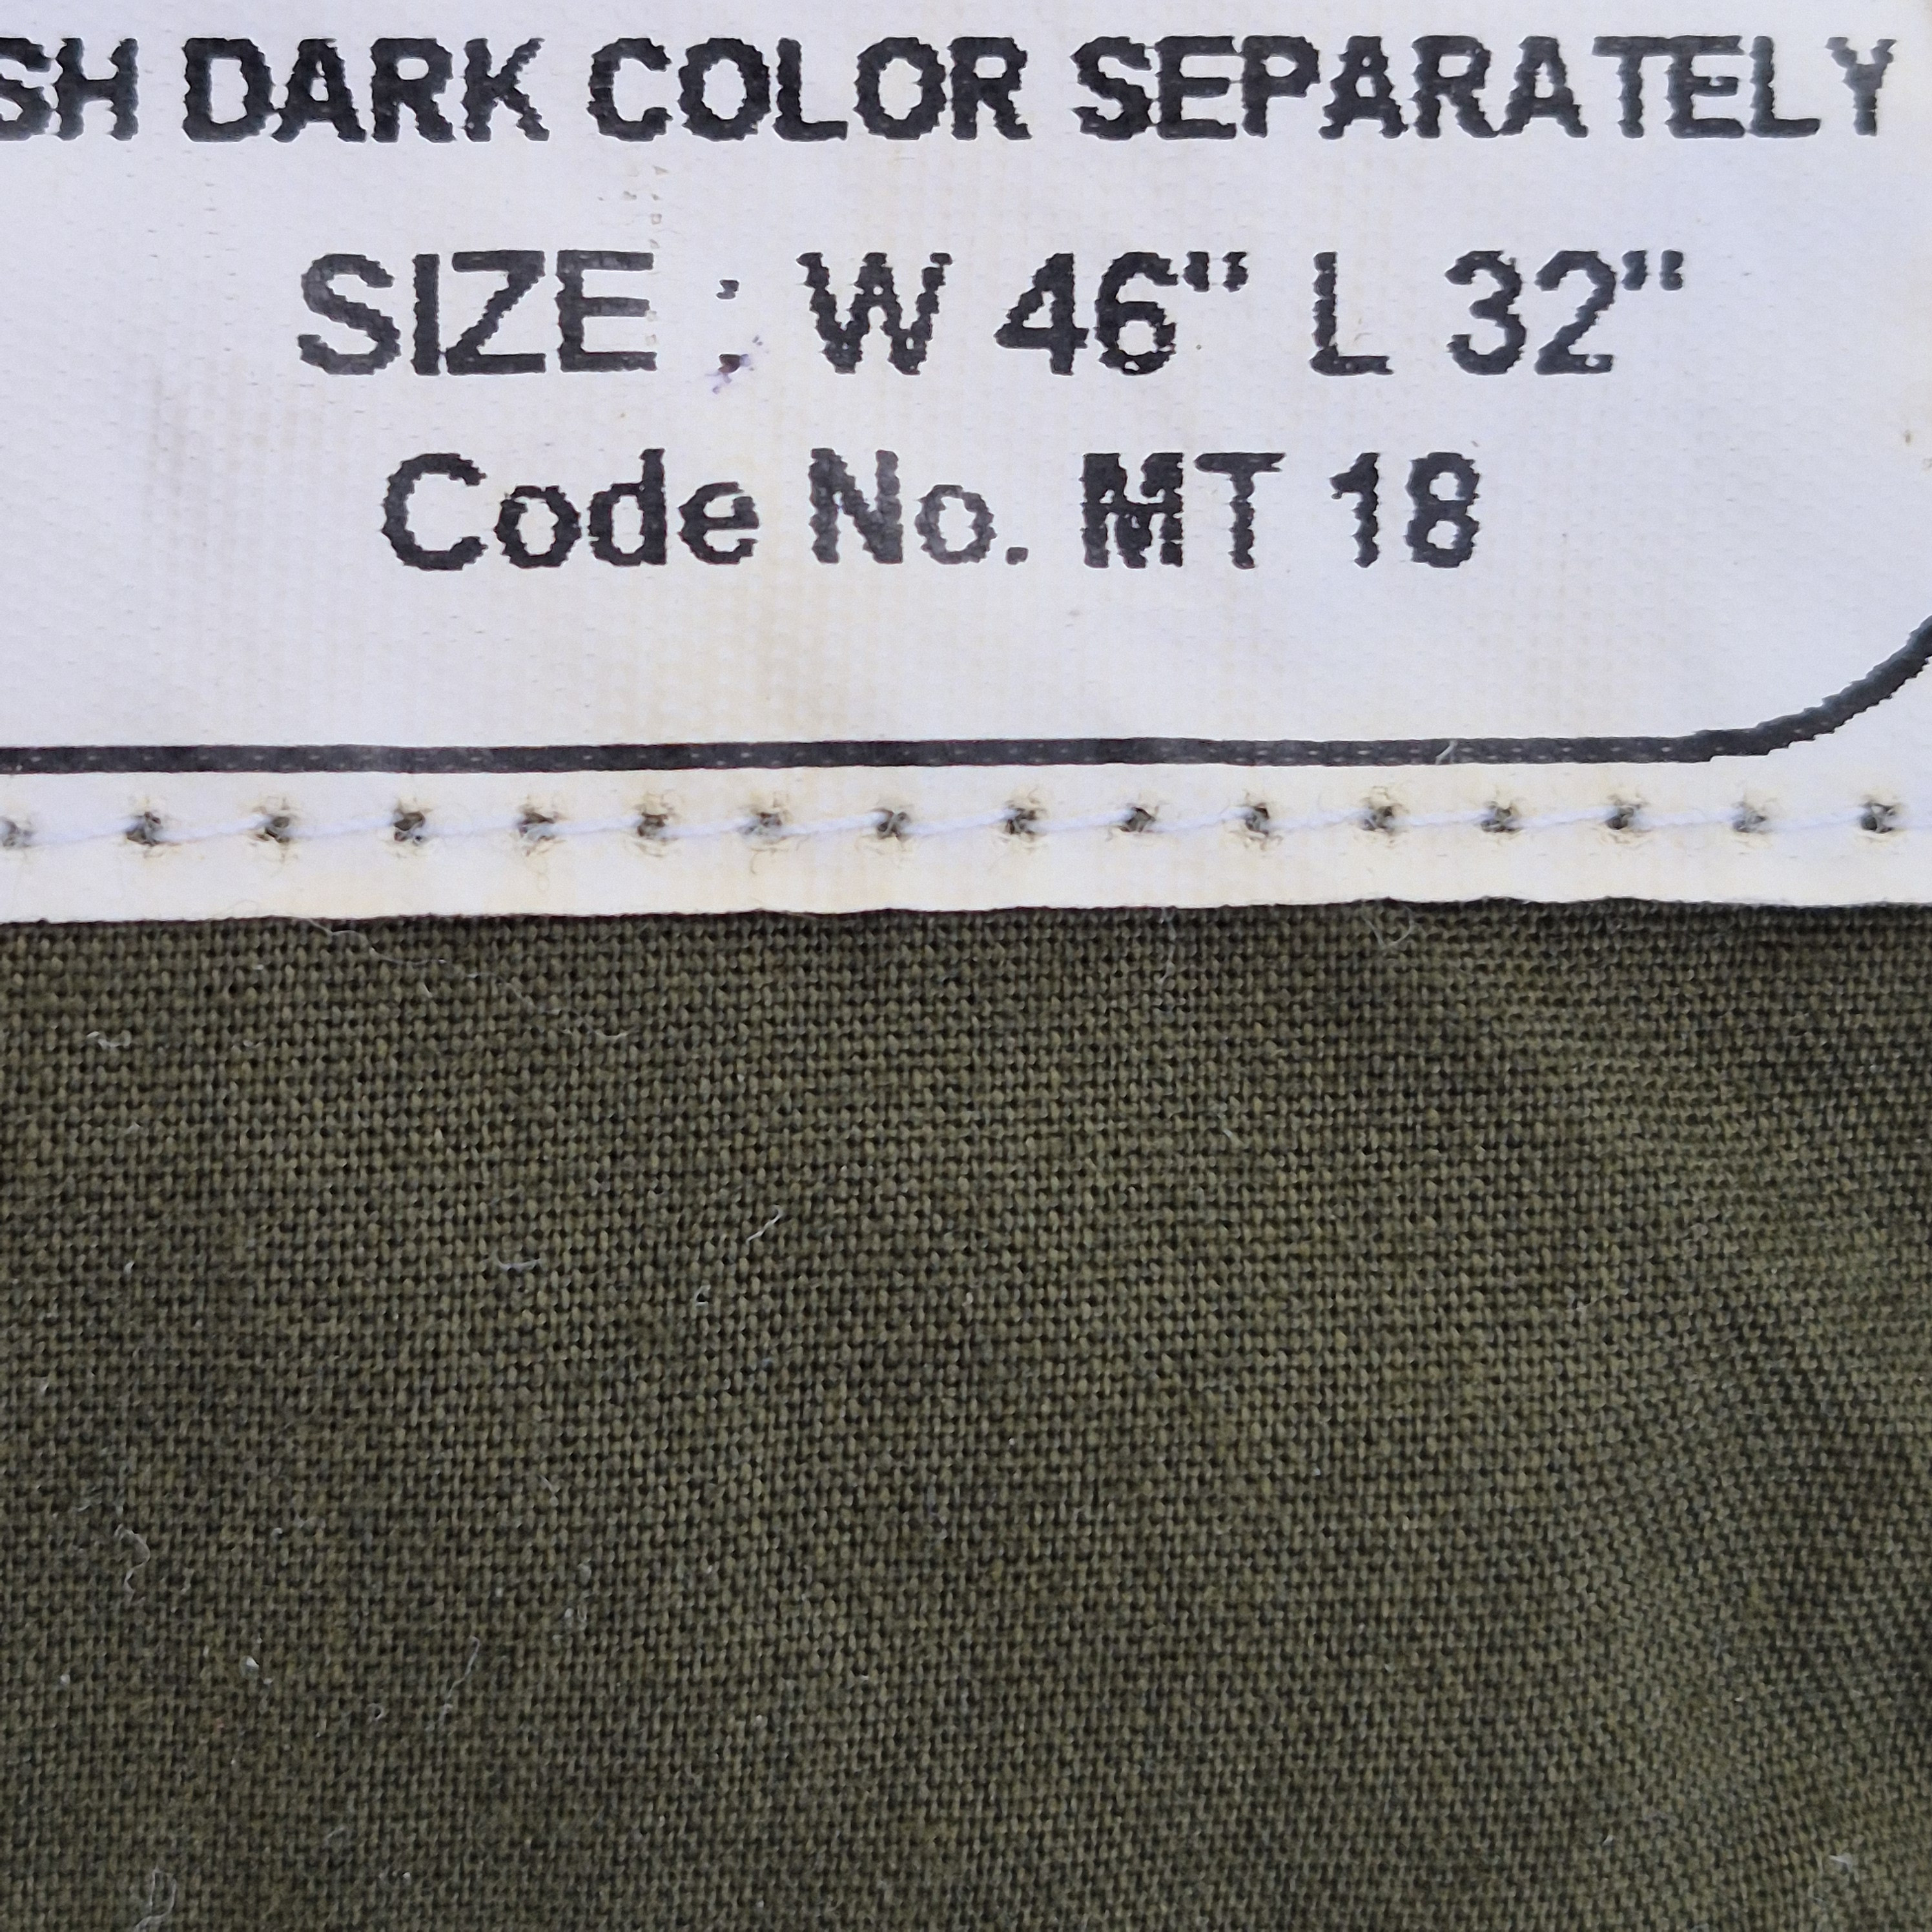 SH DARK COLOR SEPARATELY
SIZE : W 46" L 32"
Code No. MT 18